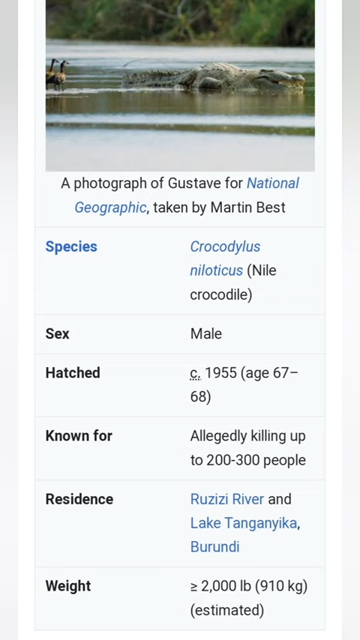 A photograph of Gustave for National
Geographic, taken by Martin Best
Species
Crocodylus
niloticus (Nile
crocodile)
Sex
Male
Hatched
c. 1955 (age 67–
68)
Known for
Allegedly killing up
to 200-300 people
Residence
Ruzizi River and
Lake Tanganyika,
Burundi
Weight
≥ 2,000 lb (910 kg)
(estimated)